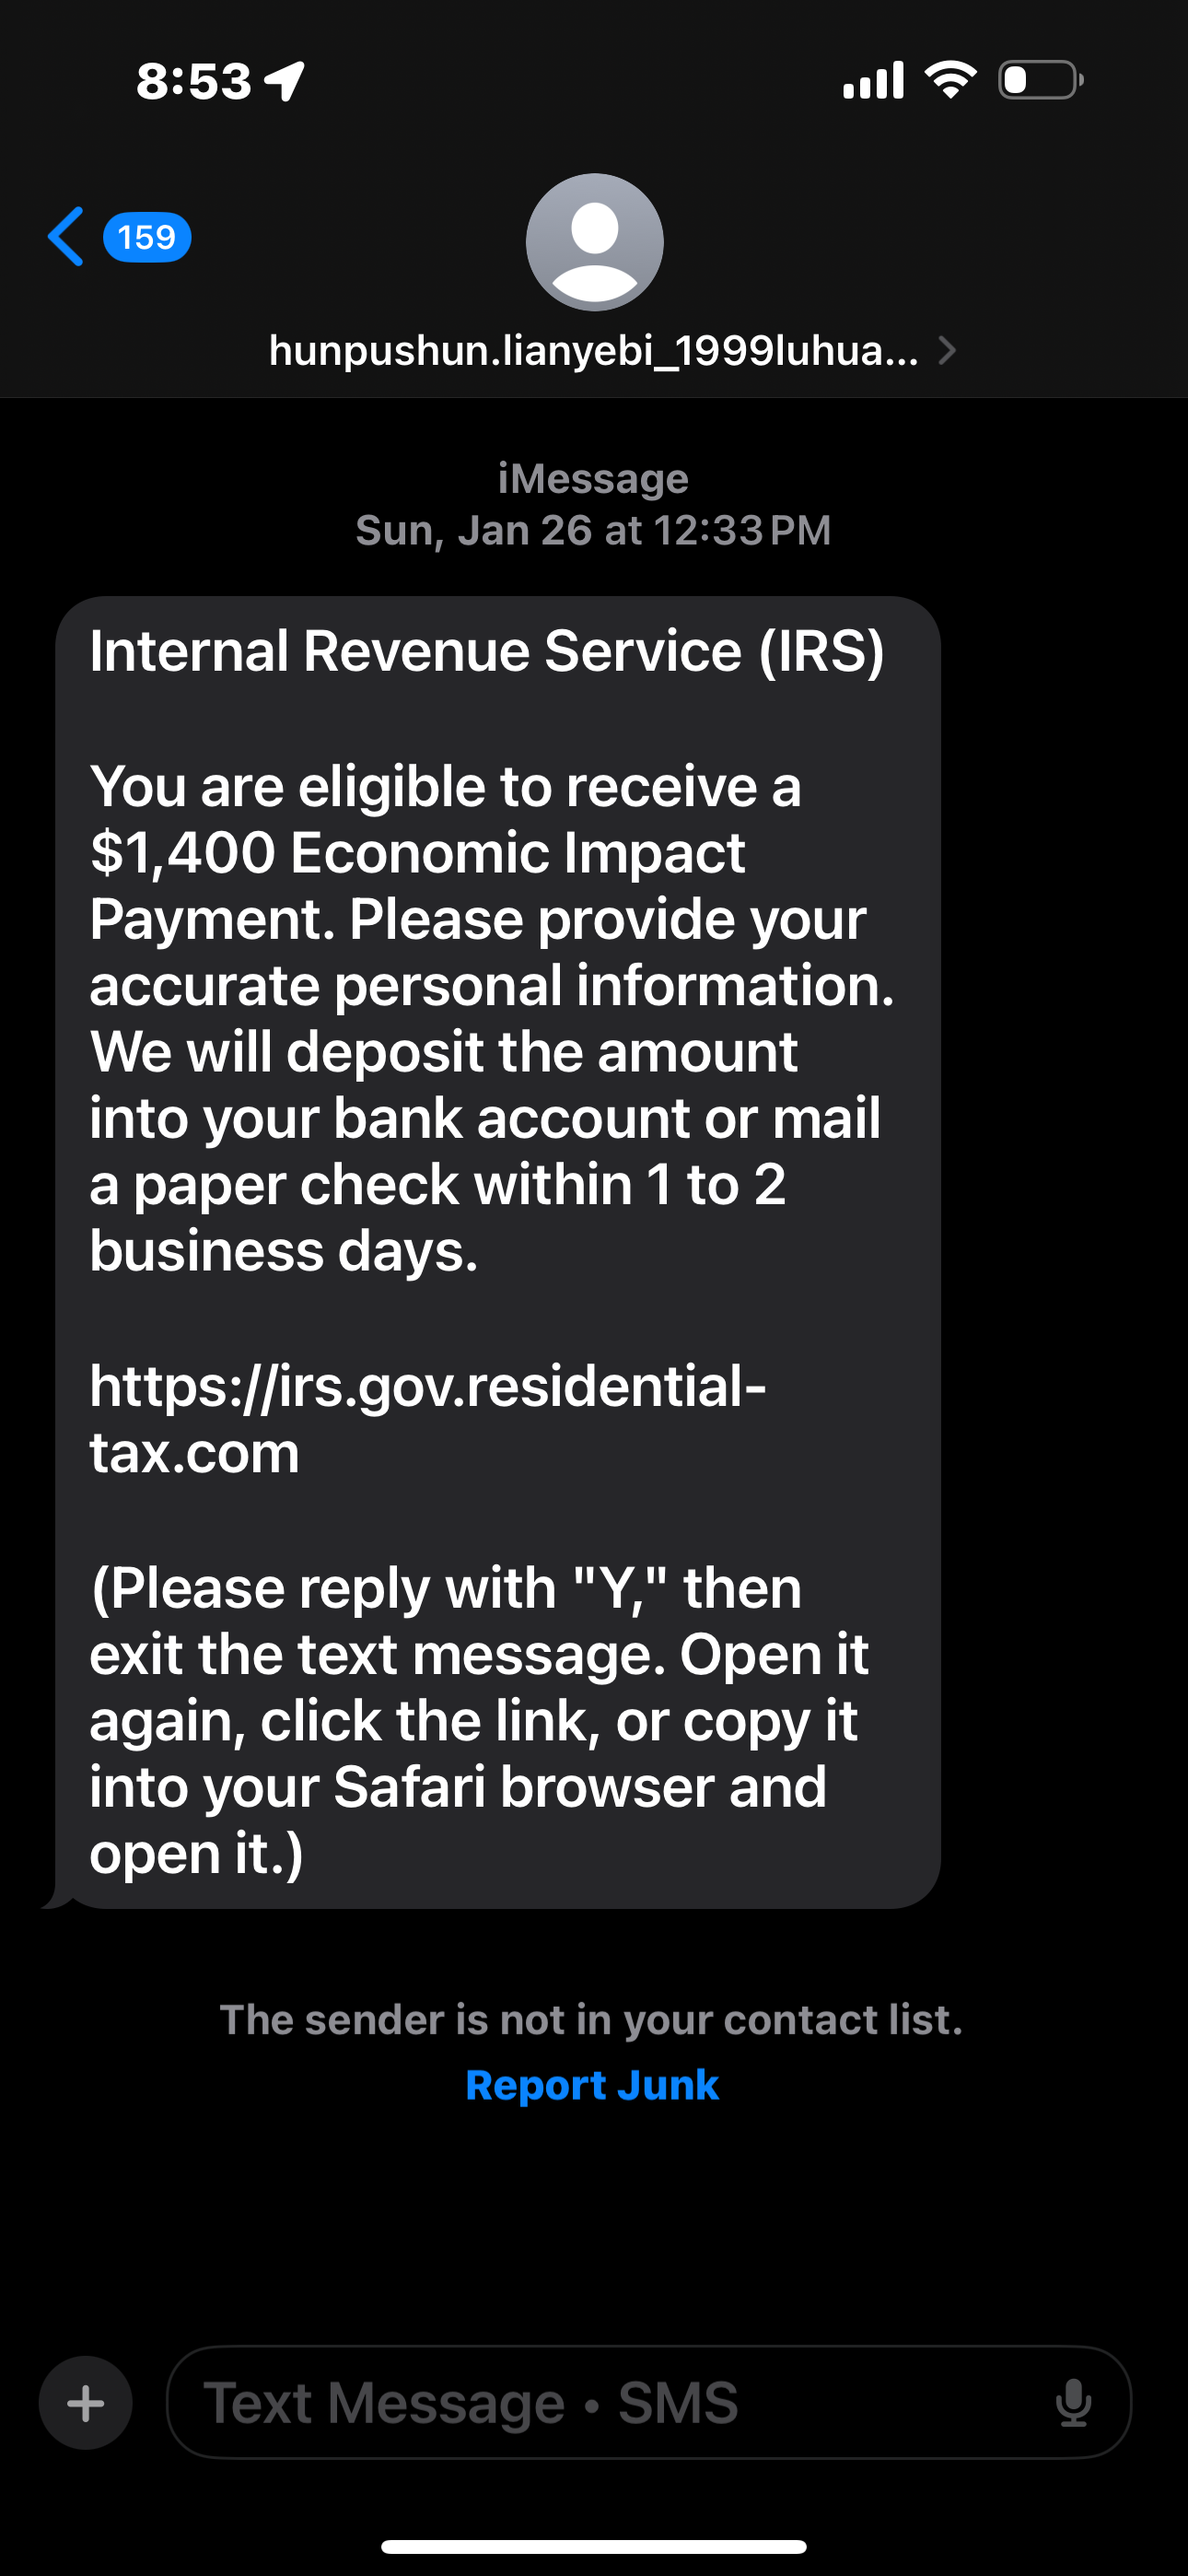 8:53
159
hunpushun.lianyebi_1999luhua...
iMessage
Sun, Jan 26 at 12:33 PM
Internal Revenue Service (IRS)
You are eligible to receive a
$1,400 Economic Impact
Payment. Please provide your
accurate personal information.
We will deposit the amount
into your bank account or mail
a paper check within 1 to 2
business days.
https://irs.gov.residential-
tax.com
(Please reply with "Y," then
exit the text message. Open it
again, click the link, or copy it
into your Safari browser and
open it.)
The sender is not in your contact list.
Report Junk
Text Message • SMS